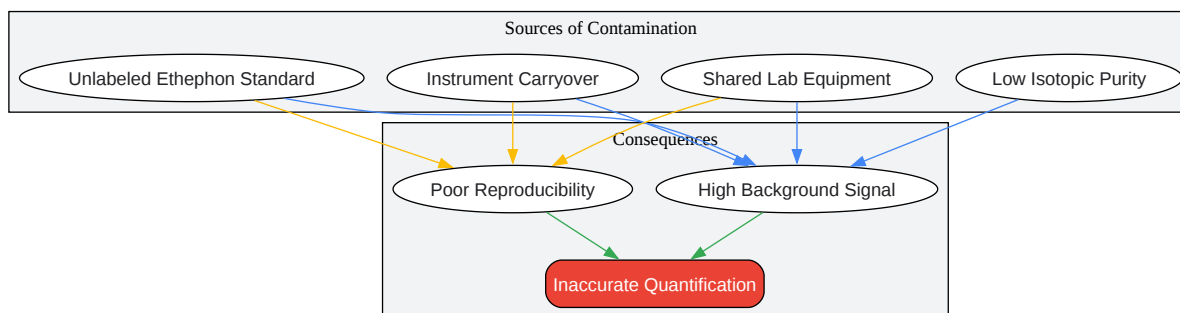 Sources of Contamination
Unlabeled Ethephon Standard
Instrument Carryover
Shared Lab Equipment
Low Isotopic Purity
Consequences
Poor Reproducibility
High Background Signal
Inaccurate Quantification